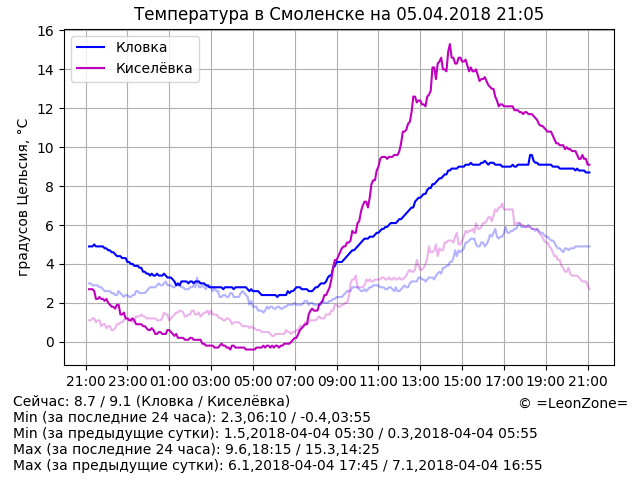 Температура в Смоленске на 05.04.2018 21:05
градусов Цельсия, °C
Кловка
Киселёвка
16
14
12
10
8
6
4
2
0
21:00 23:00 01:00 03:00 05:00 07:00 09:00 11:00 13:00 15:00 17:00 19:00 21:00
Сейчас: 8.7 / 9.1 (Кловка / Киселёвка)
© =LeonZone=
Min (за последние 24 часа): 2.3,06:10 / -0.4,03:55
Min (за предыдущие сутки): 1.5,2018-04-04 05:30 / 0.3,2018-04-04 05:55
Max (за последние 24 часа): 9.6,18:15 / 15.3,14:25
Max (за предыдущие сутки): 6.1,2018-04-04 17:45 / 7.1,2018-04-04 16:55